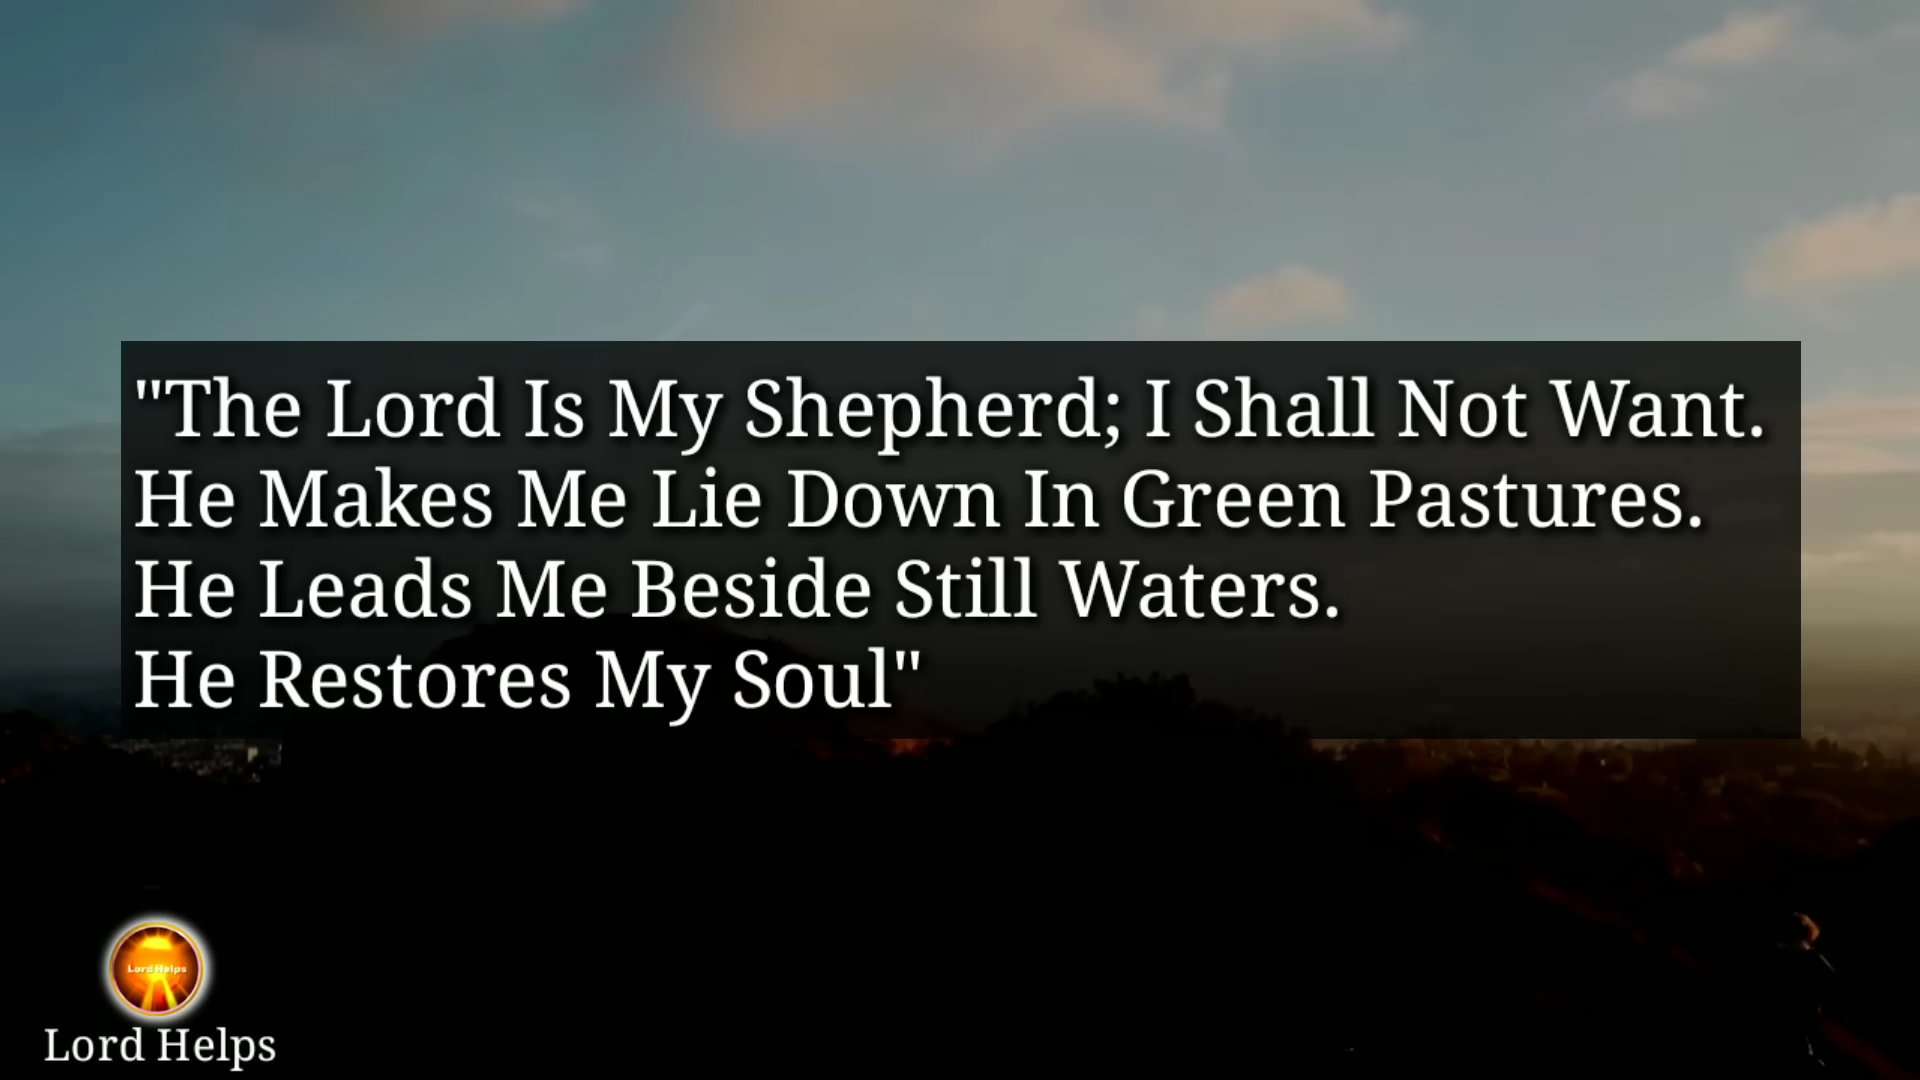 "The Lord Is My Shepherd; I Shall Not Want.
He Makes Me Lie Down In Green Pastures.
He Leads Me Beside Still Waters.
He Restores My Soul"
Lord Helps
Lord Helps